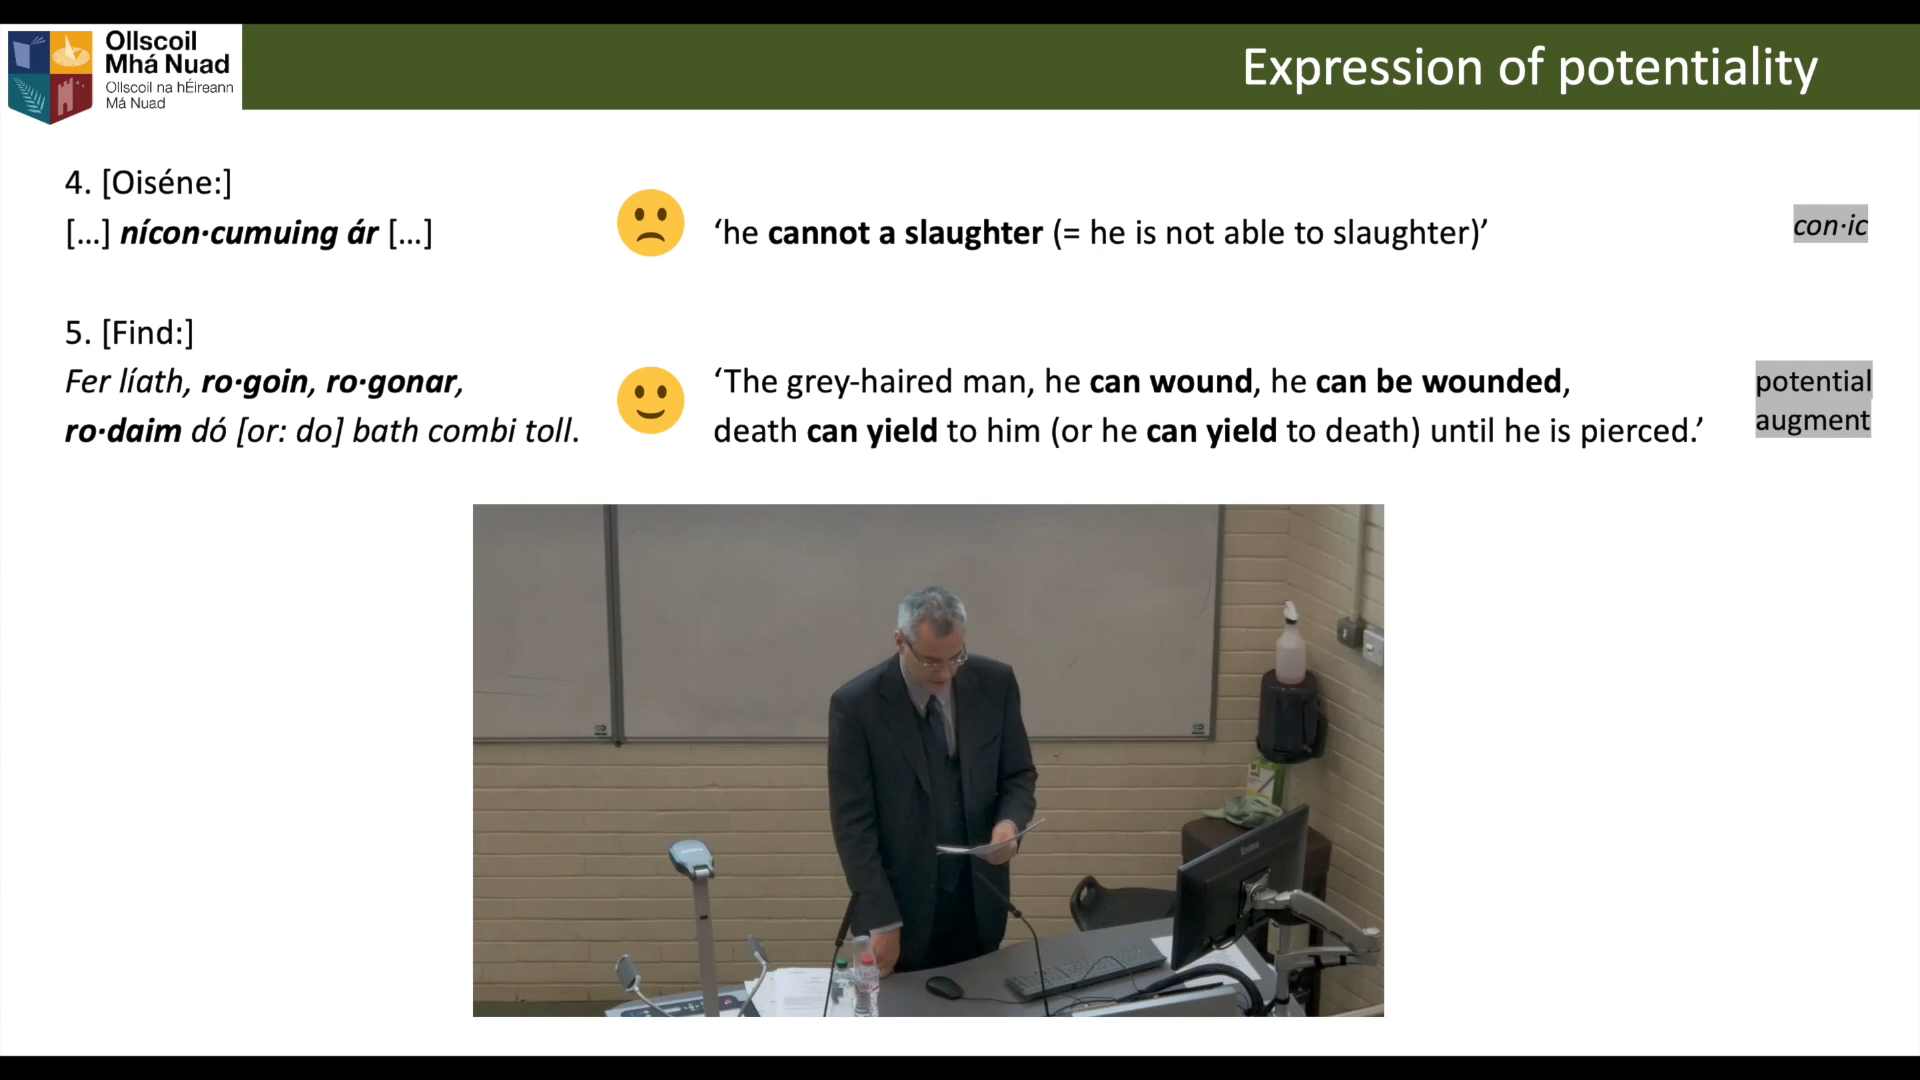 Ollscoil
Mhá Nuad
Ollscoil na hÉireann
Má Nuad
Expression of potentiality
4. [Oiséne:]
[…] nícon·cumuing ár […]
‘he cannot a slaughter (= he is not able to slaughter)’
con·ic
5. [Find:]
Fer líath, ro·goin, ro·gonar,
ro·daim dó [or: do] bath combi toll.
‘The grey-haired man, he can wound, he can be wounded,
death can yield to him (or he can yield to death) until he is pierced.’
potential
augment